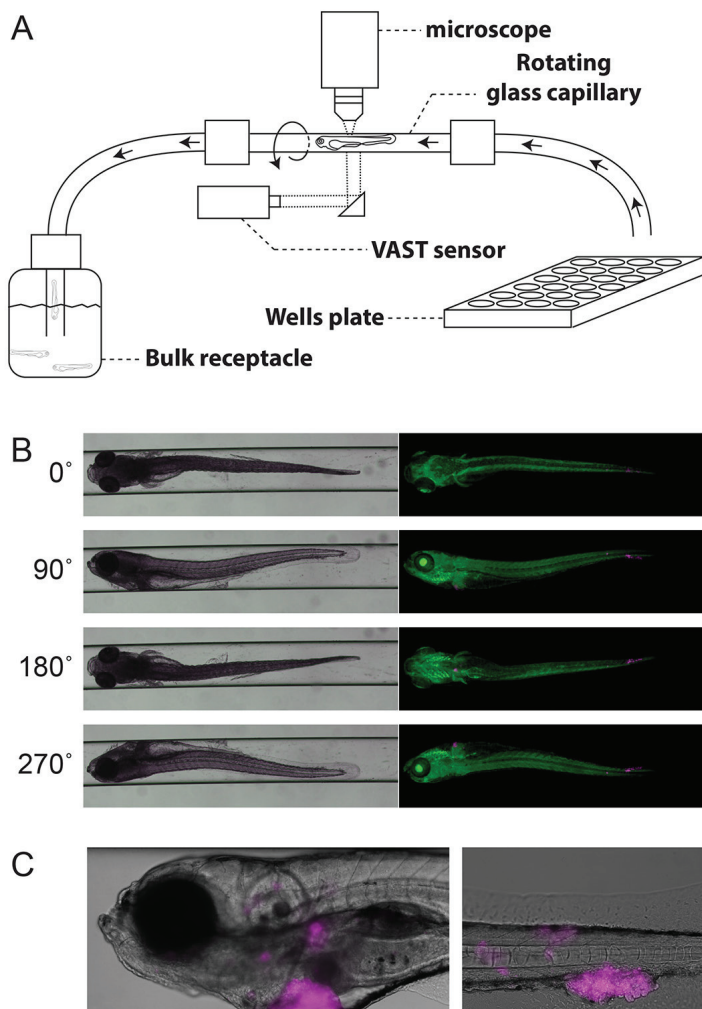 A
microscope
Rotating
glass capillary
VAST sensor
Wells plate
Bulk receptacle
B
0°
90°
180°
270°
C